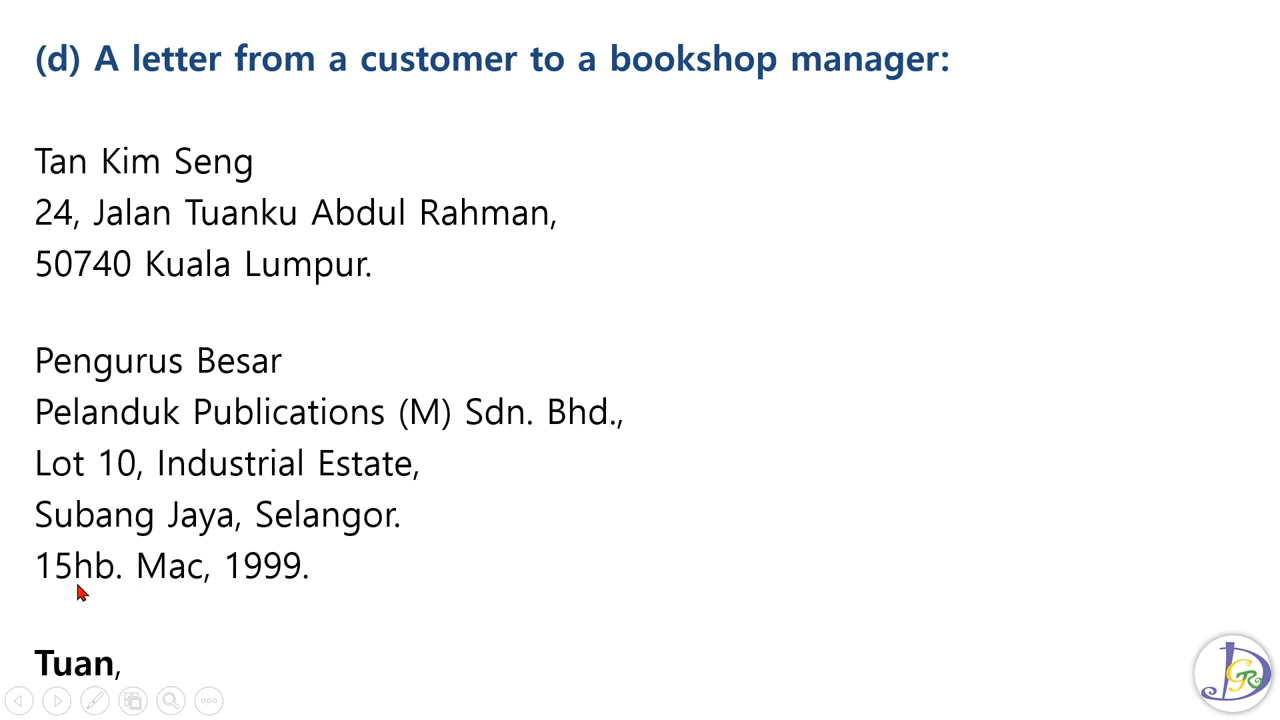 (d) A letter from a customer to a bookshop manager:
Tan Kim Seng
24, Jalan Tuanku Abdul Rahman,
50740 Kuala Lumpur.
Pengurus Besar
Pelanduk Publications (M) Sdn. Bhd.,
Lot 10, Industrial Estate,
Subang Jaya, Selangor.
15hb. Mac, 1999.
Tuan,